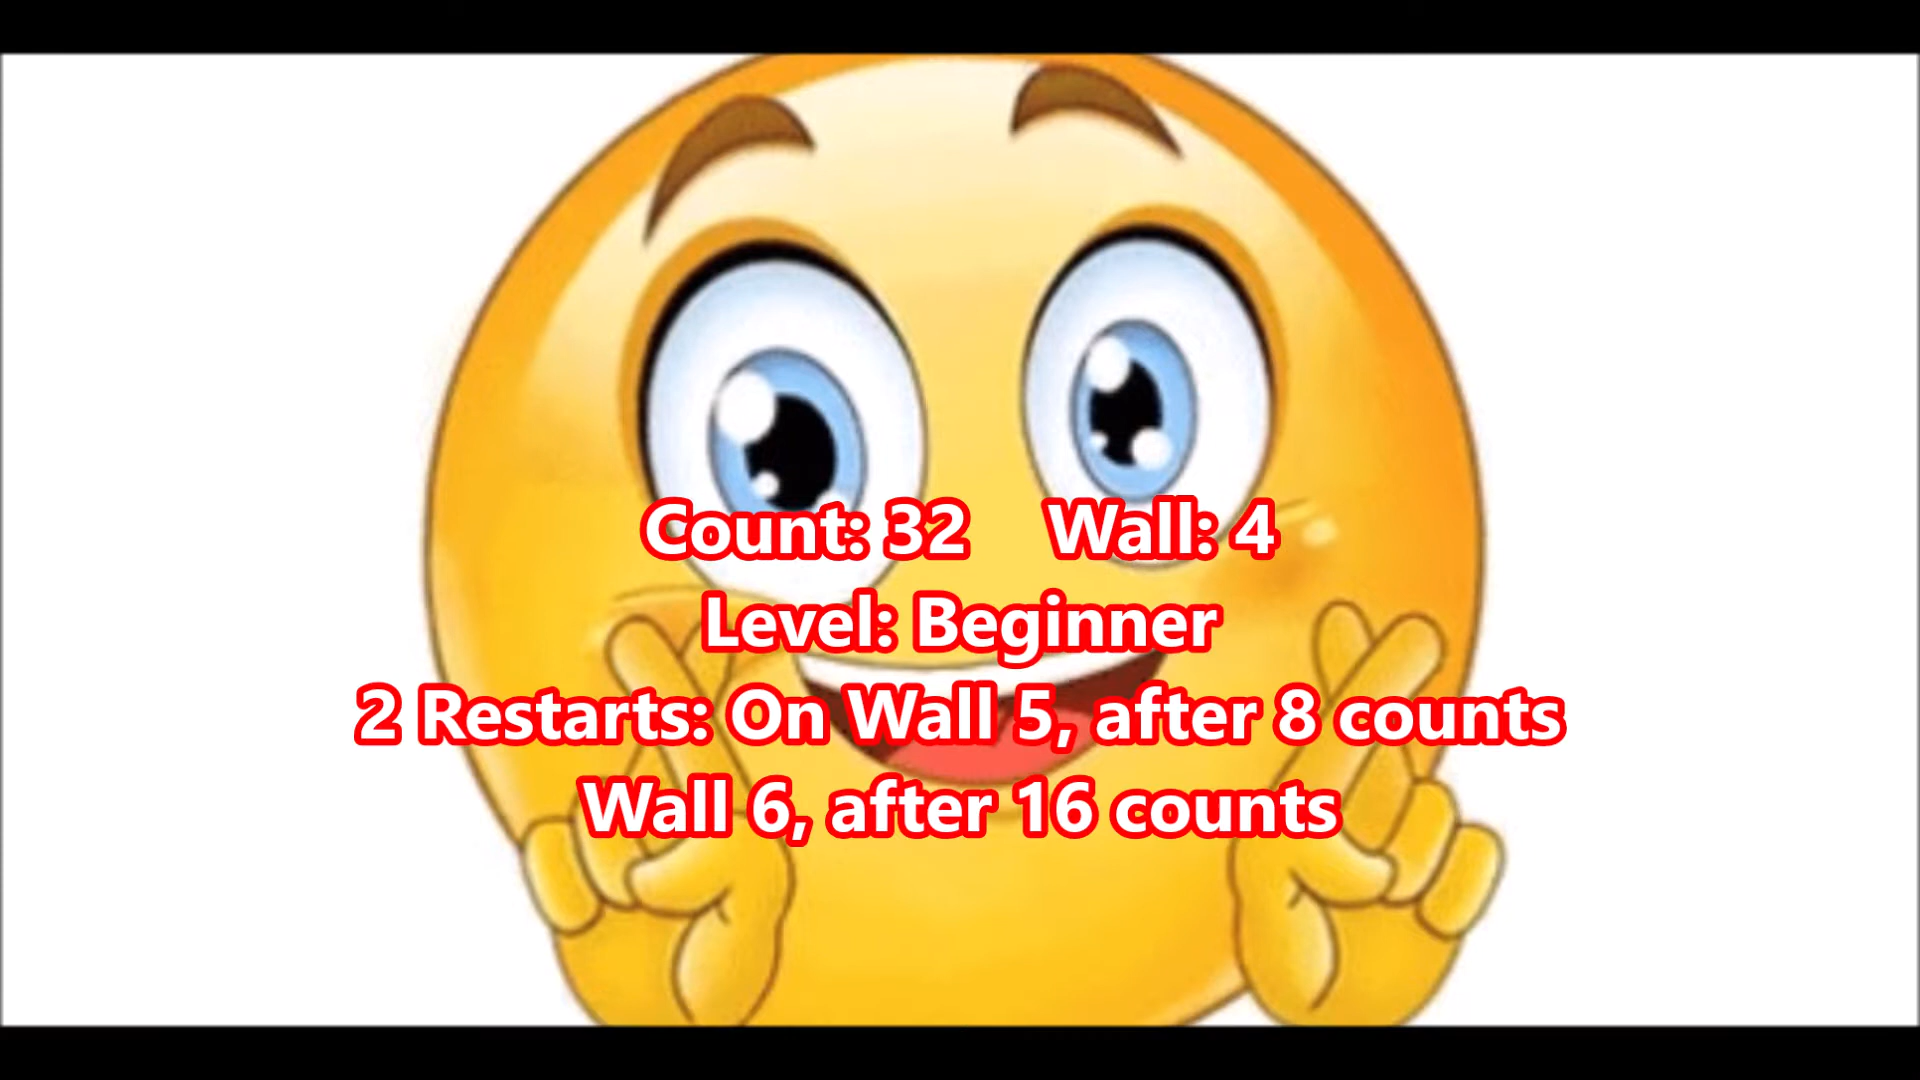 Count: 32 Wall: 4
Level: Beginner
2 Restarts: On Wall 5, after 8 counts
Wall 6, after 16 counts